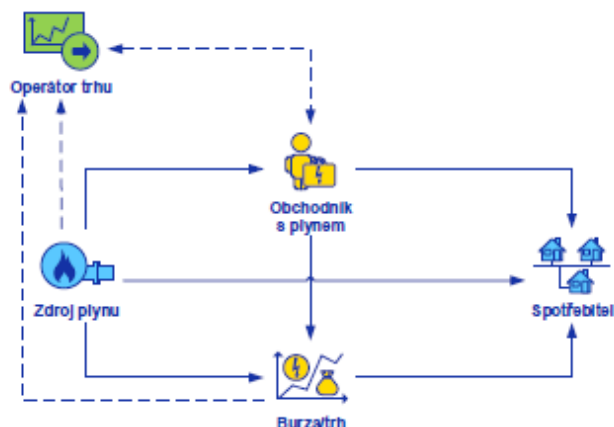 Operátor trhu
Obchodník
s plynem
Zdroj plynu
Spotřebitel
Burza/trh